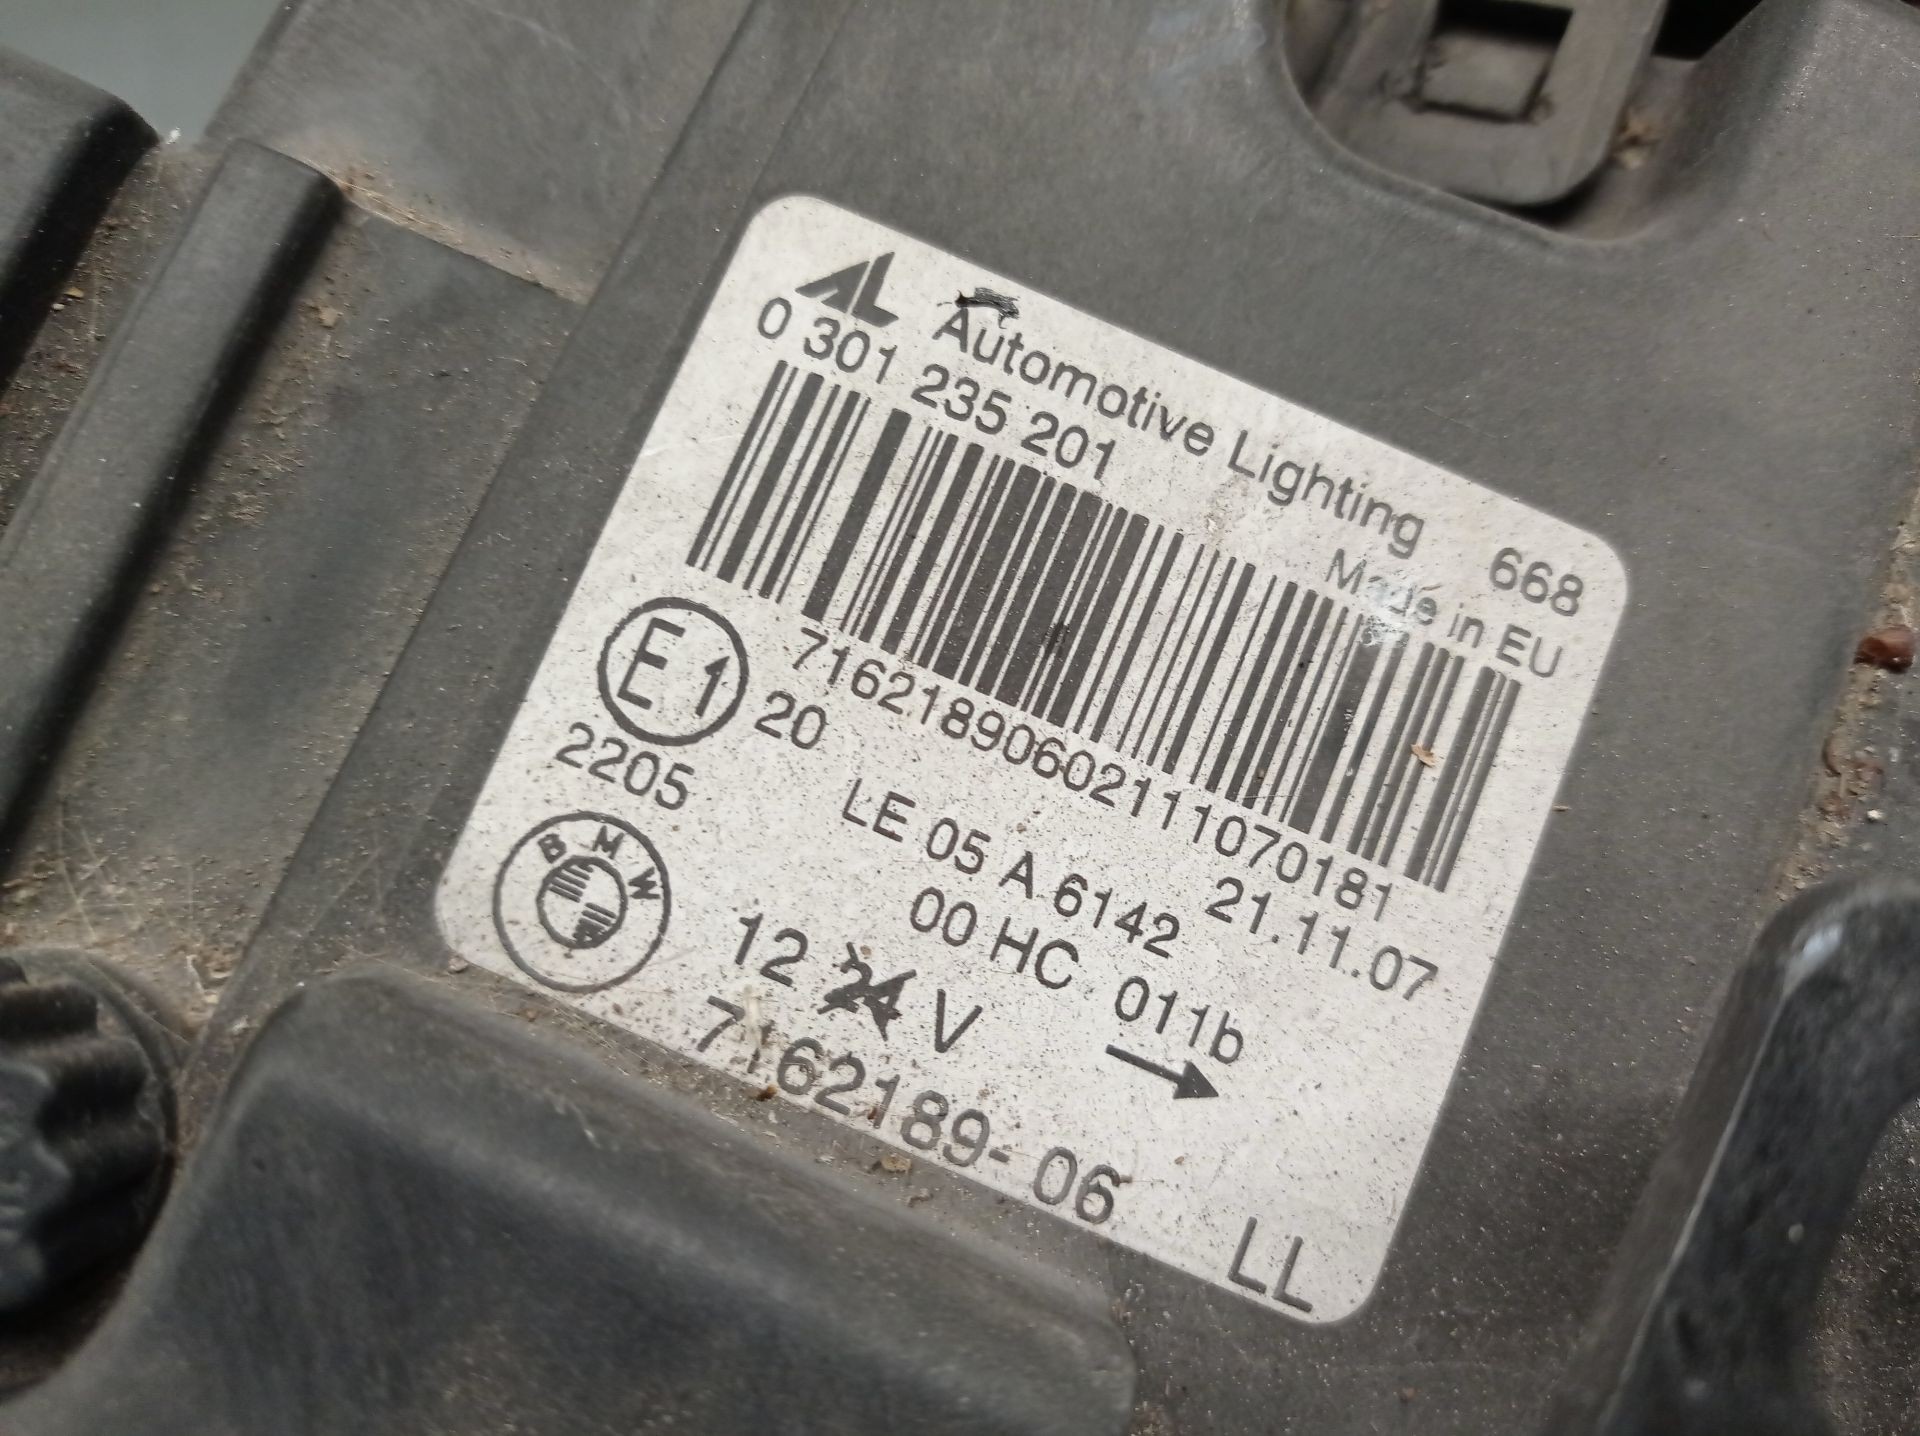 AL Automotive Lighting 668
0 301 235 201
Made in EU
71621890602111070181
E1 20
2205
LE 05 A 6142 21.11.07
00 HC 011b
BMW
12 24 V
7162189-06
LL